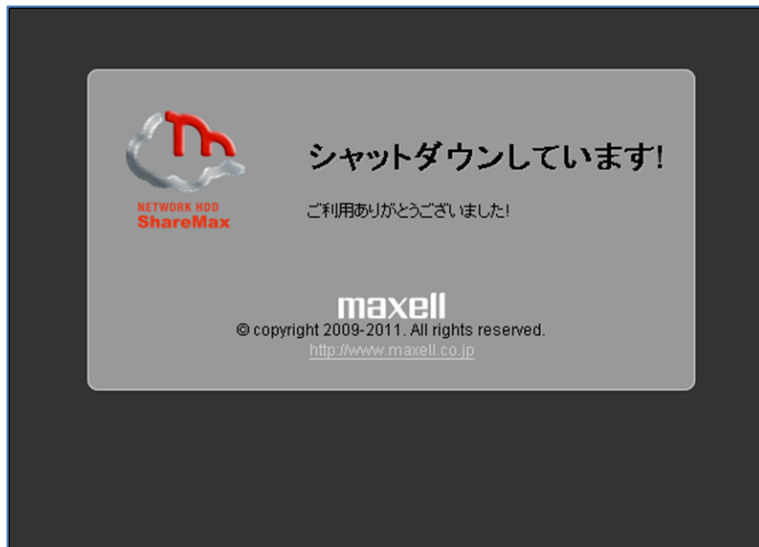 シャットダウンしています!
NETWORK HDD
ShareMax
ご利用ありがとうございました!
maxell
© copyright 2009-2011. All rights reserved.
http://www.maxell.co.jp